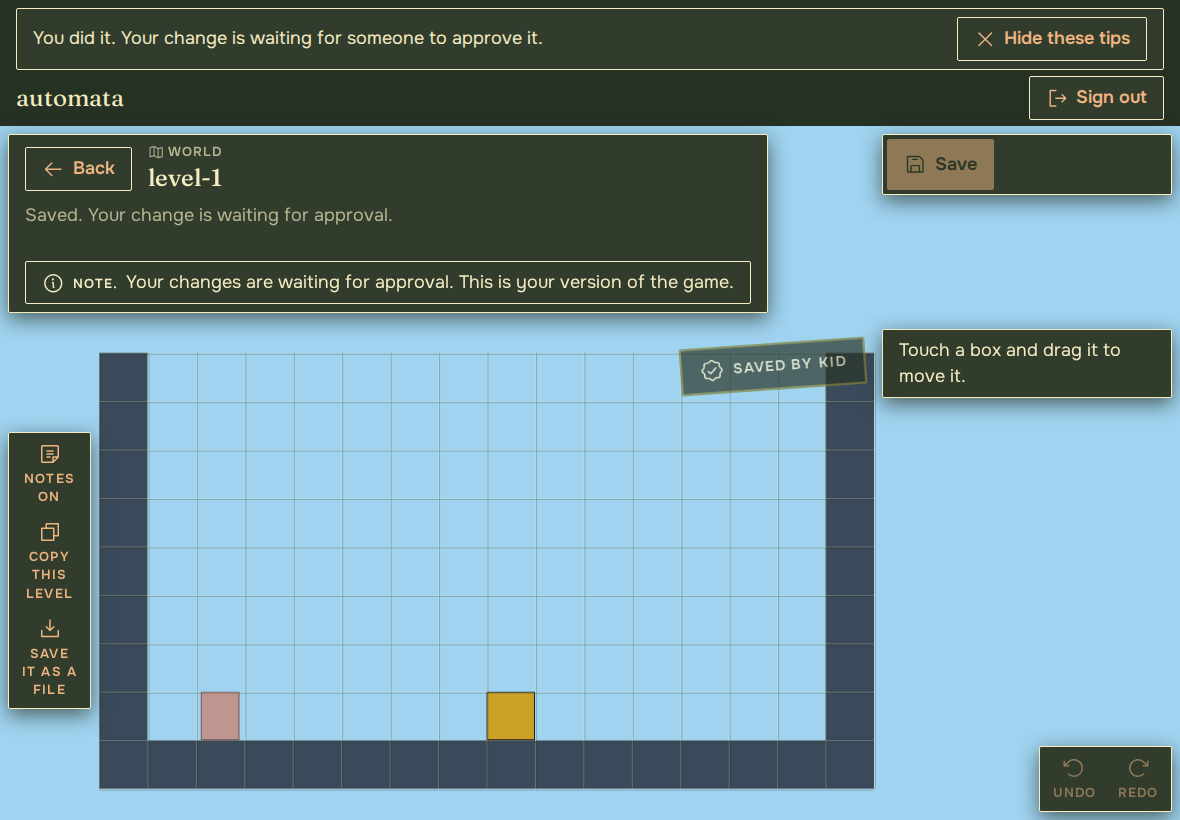 You did it. Your change is waiting for someone to approve it.
Hide these tips
automata
Sign out
Back
WORLD
level-1
Saved. Your change is waiting for approval.
NOTE. Your changes are waiting for approval. This is your version of the game.
Save
SAVED BY KID
Touch a box and drag it to
move it.
NOTES
ON
COPY
THIS
LEVEL
SAVE
IT AS A
FILE
UNDO
REDO